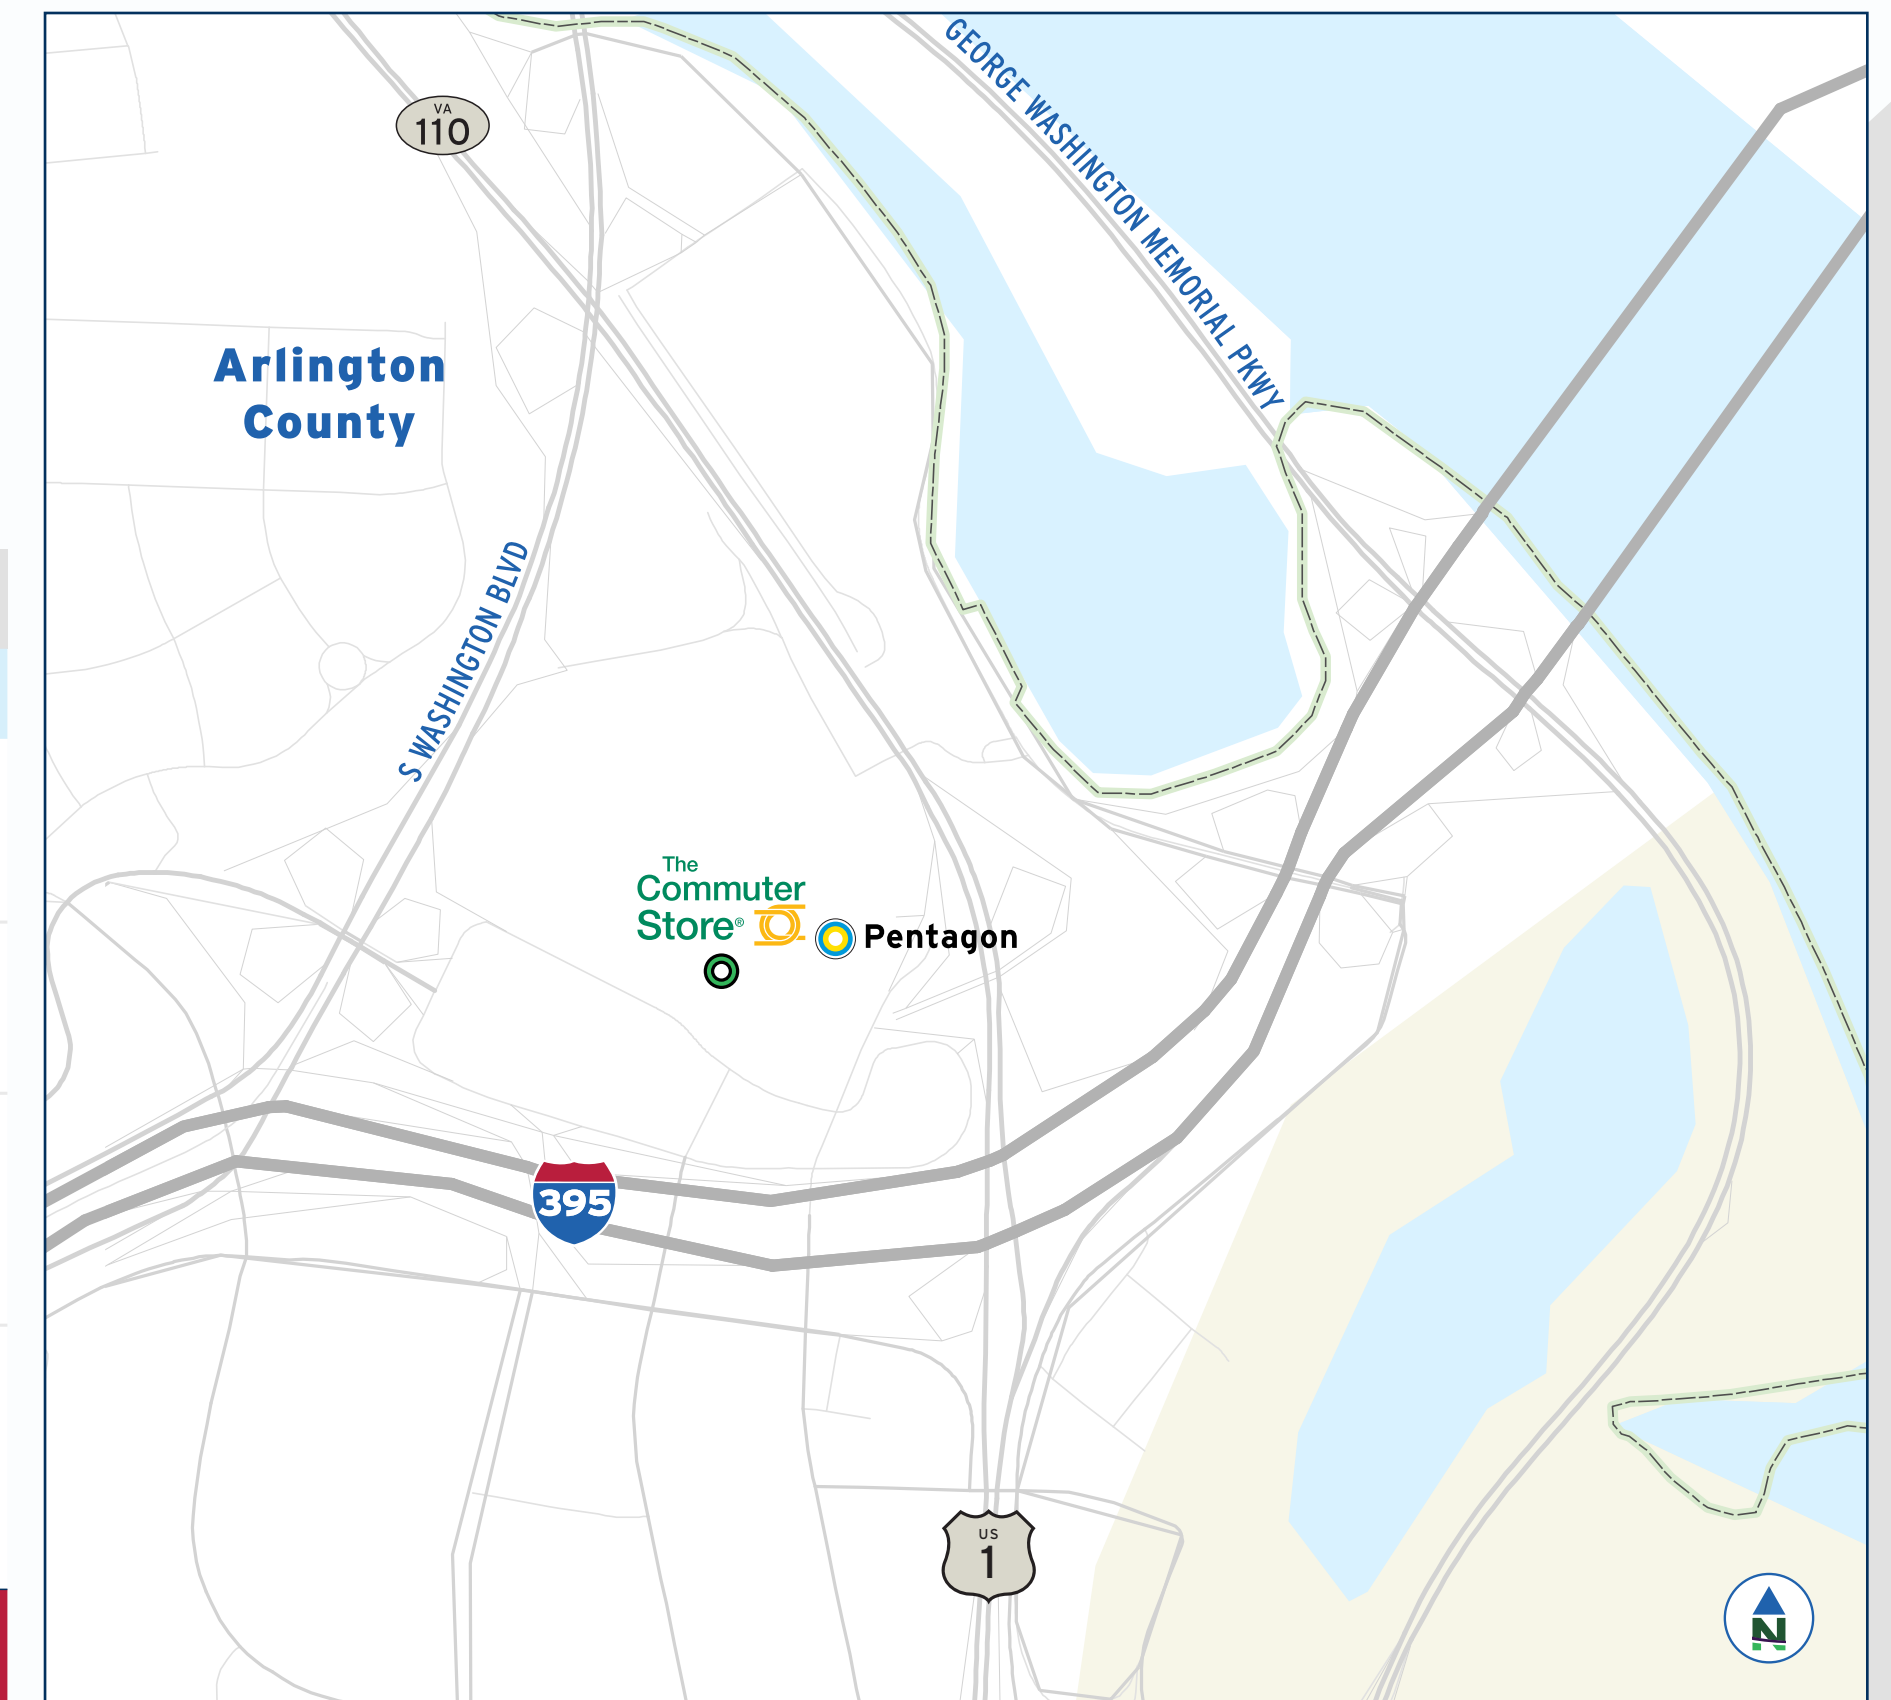 GEORGE WASHINGTON MEMORIAL PKWY
VA
110
Arlington
County
S WASHINGTON BLVD
The
Commuter
Store®
Pentagon
395
US
1
N